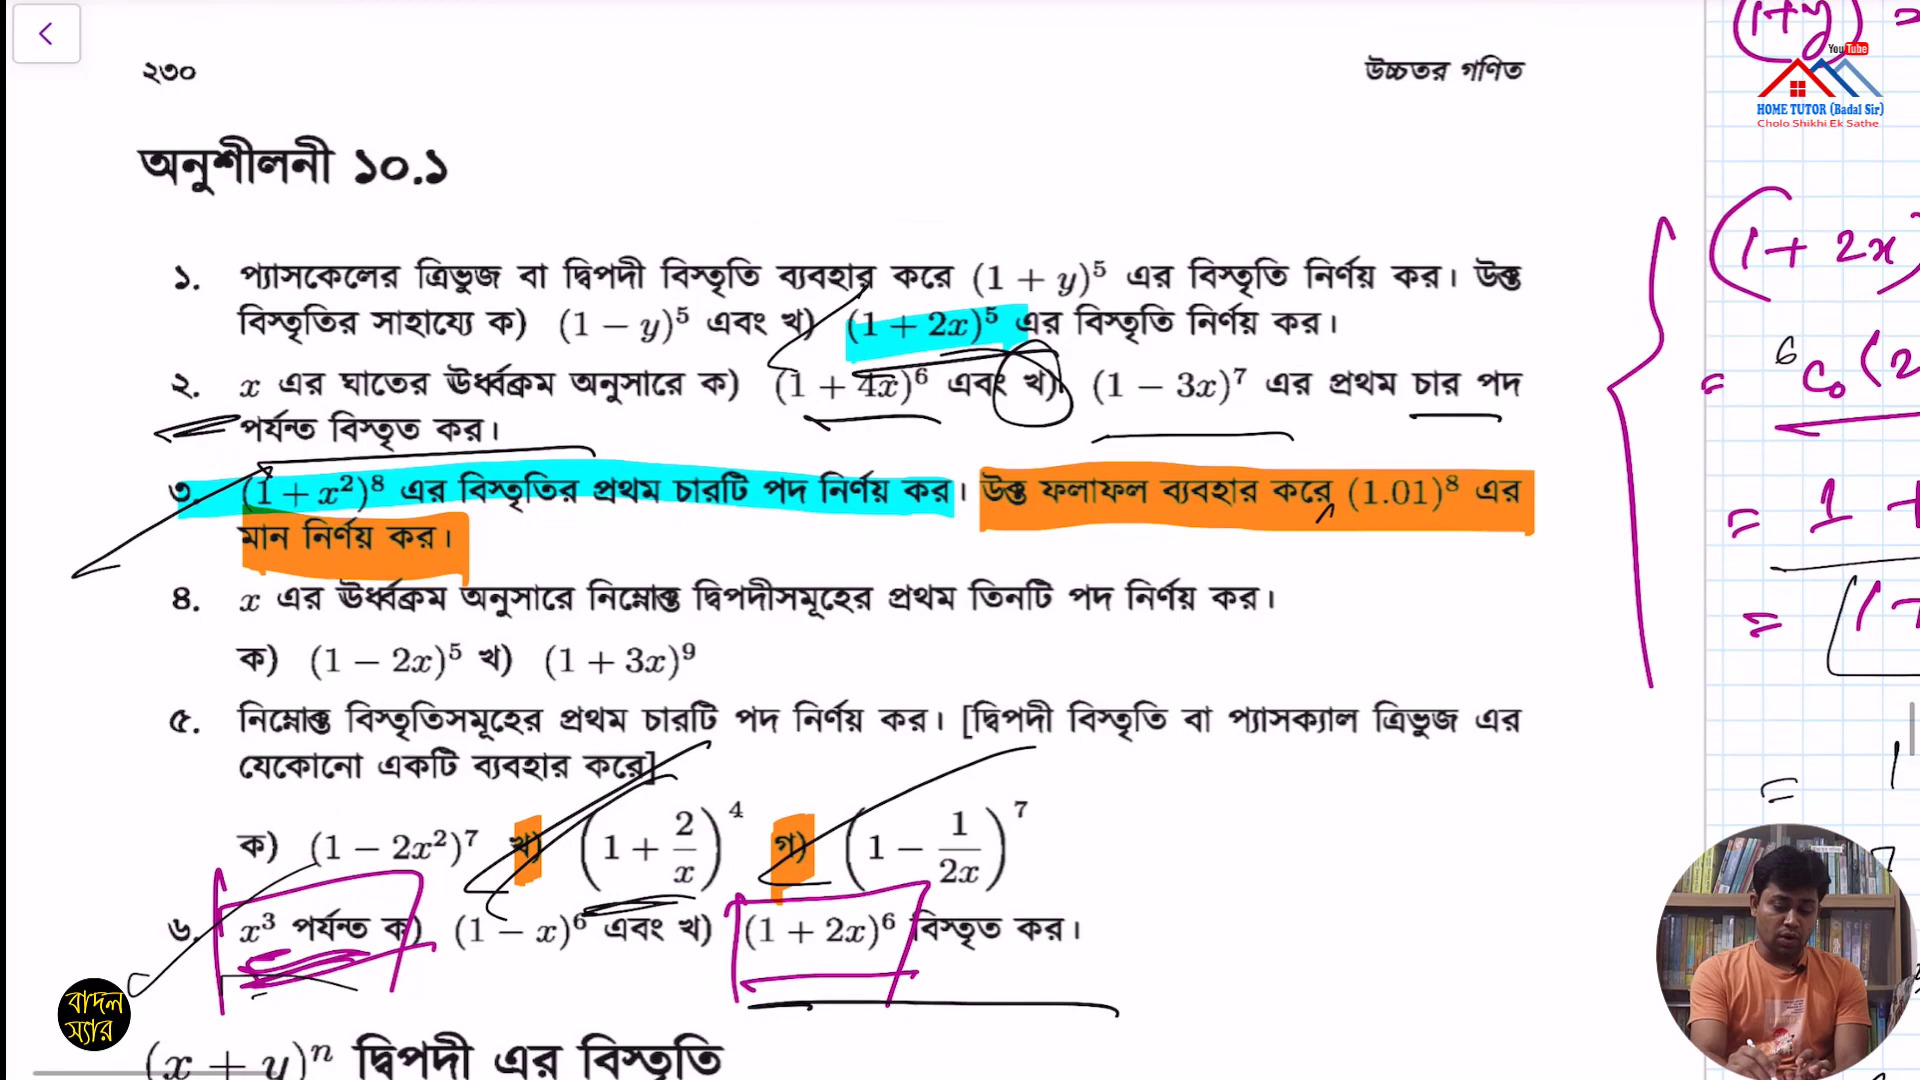 ২৩০ উচ্চতর গণিত
অনুশীলনী ১০.১
১. প্যাসকেলের ত্রিভুজ বা দ্বিপদী বিস্তৃতি ব্যবহার করে (1 + y)⁵ এর বিস্তৃতি নির্ণয় কর। উক্ত
বিস্তৃতির সাহায্যে ক) (1 − y)⁵ এবং খ) (1 + 2x)⁵ এর বিস্তৃতি নির্ণয় কর।
২. x এর ঘাতের ঊর্ধ্বক্রম অনুসারে ক) (1 + 4x)⁶ এবং খ) (1 − 3x)⁷ এর প্রথম চার পদ
পর্যন্ত বিস্তৃত কর।
৩. (1 + x²)⁸ এর বিস্তৃতির প্রথম চারটি পদ নির্ণয় কর। উক্ত ফলাফল ব্যবহার করে (1.01)⁸ এর
মান নির্ণয় কর।
৪. x এর ঊর্ধ্বক্রম অনুসারে নিম্নোক্ত দ্বিপদীসমূহের প্রথম তিনটি পদ নির্ণয় কর।
ক) (1 − 2x)⁵ খ) (1 + 3x)⁹
৫. নিম্নোক্ত বিস্তৃতিসমূহের প্রথম চারটি পদ নির্ণয় কর। [দ্বিপদী বিস্তৃতি বা প্যাসক্যাল ত্রিভুজ এর
যেকোনো একটি ব্যবহার করে]
ক) (1 − 2x²)⁷ খ) (1 + 2/x)⁴ গ) (1 − 1/2x)⁷
৬. x³ পর্যন্ত ক) (1 − x)⁶ এবং খ) (1 + 2x)⁶ বিস্তৃত কর।
(x + y)ⁿ দ্বিপদী এর বিস্তৃতি
(1+y) =
YouTube
HOME TUTOR (Badal Sir)
Cholo Shikhi Ek Sathe
(1+ 2x)
= ⁶C₀ (2
= 1 +
=
=
বাদল
স্যার